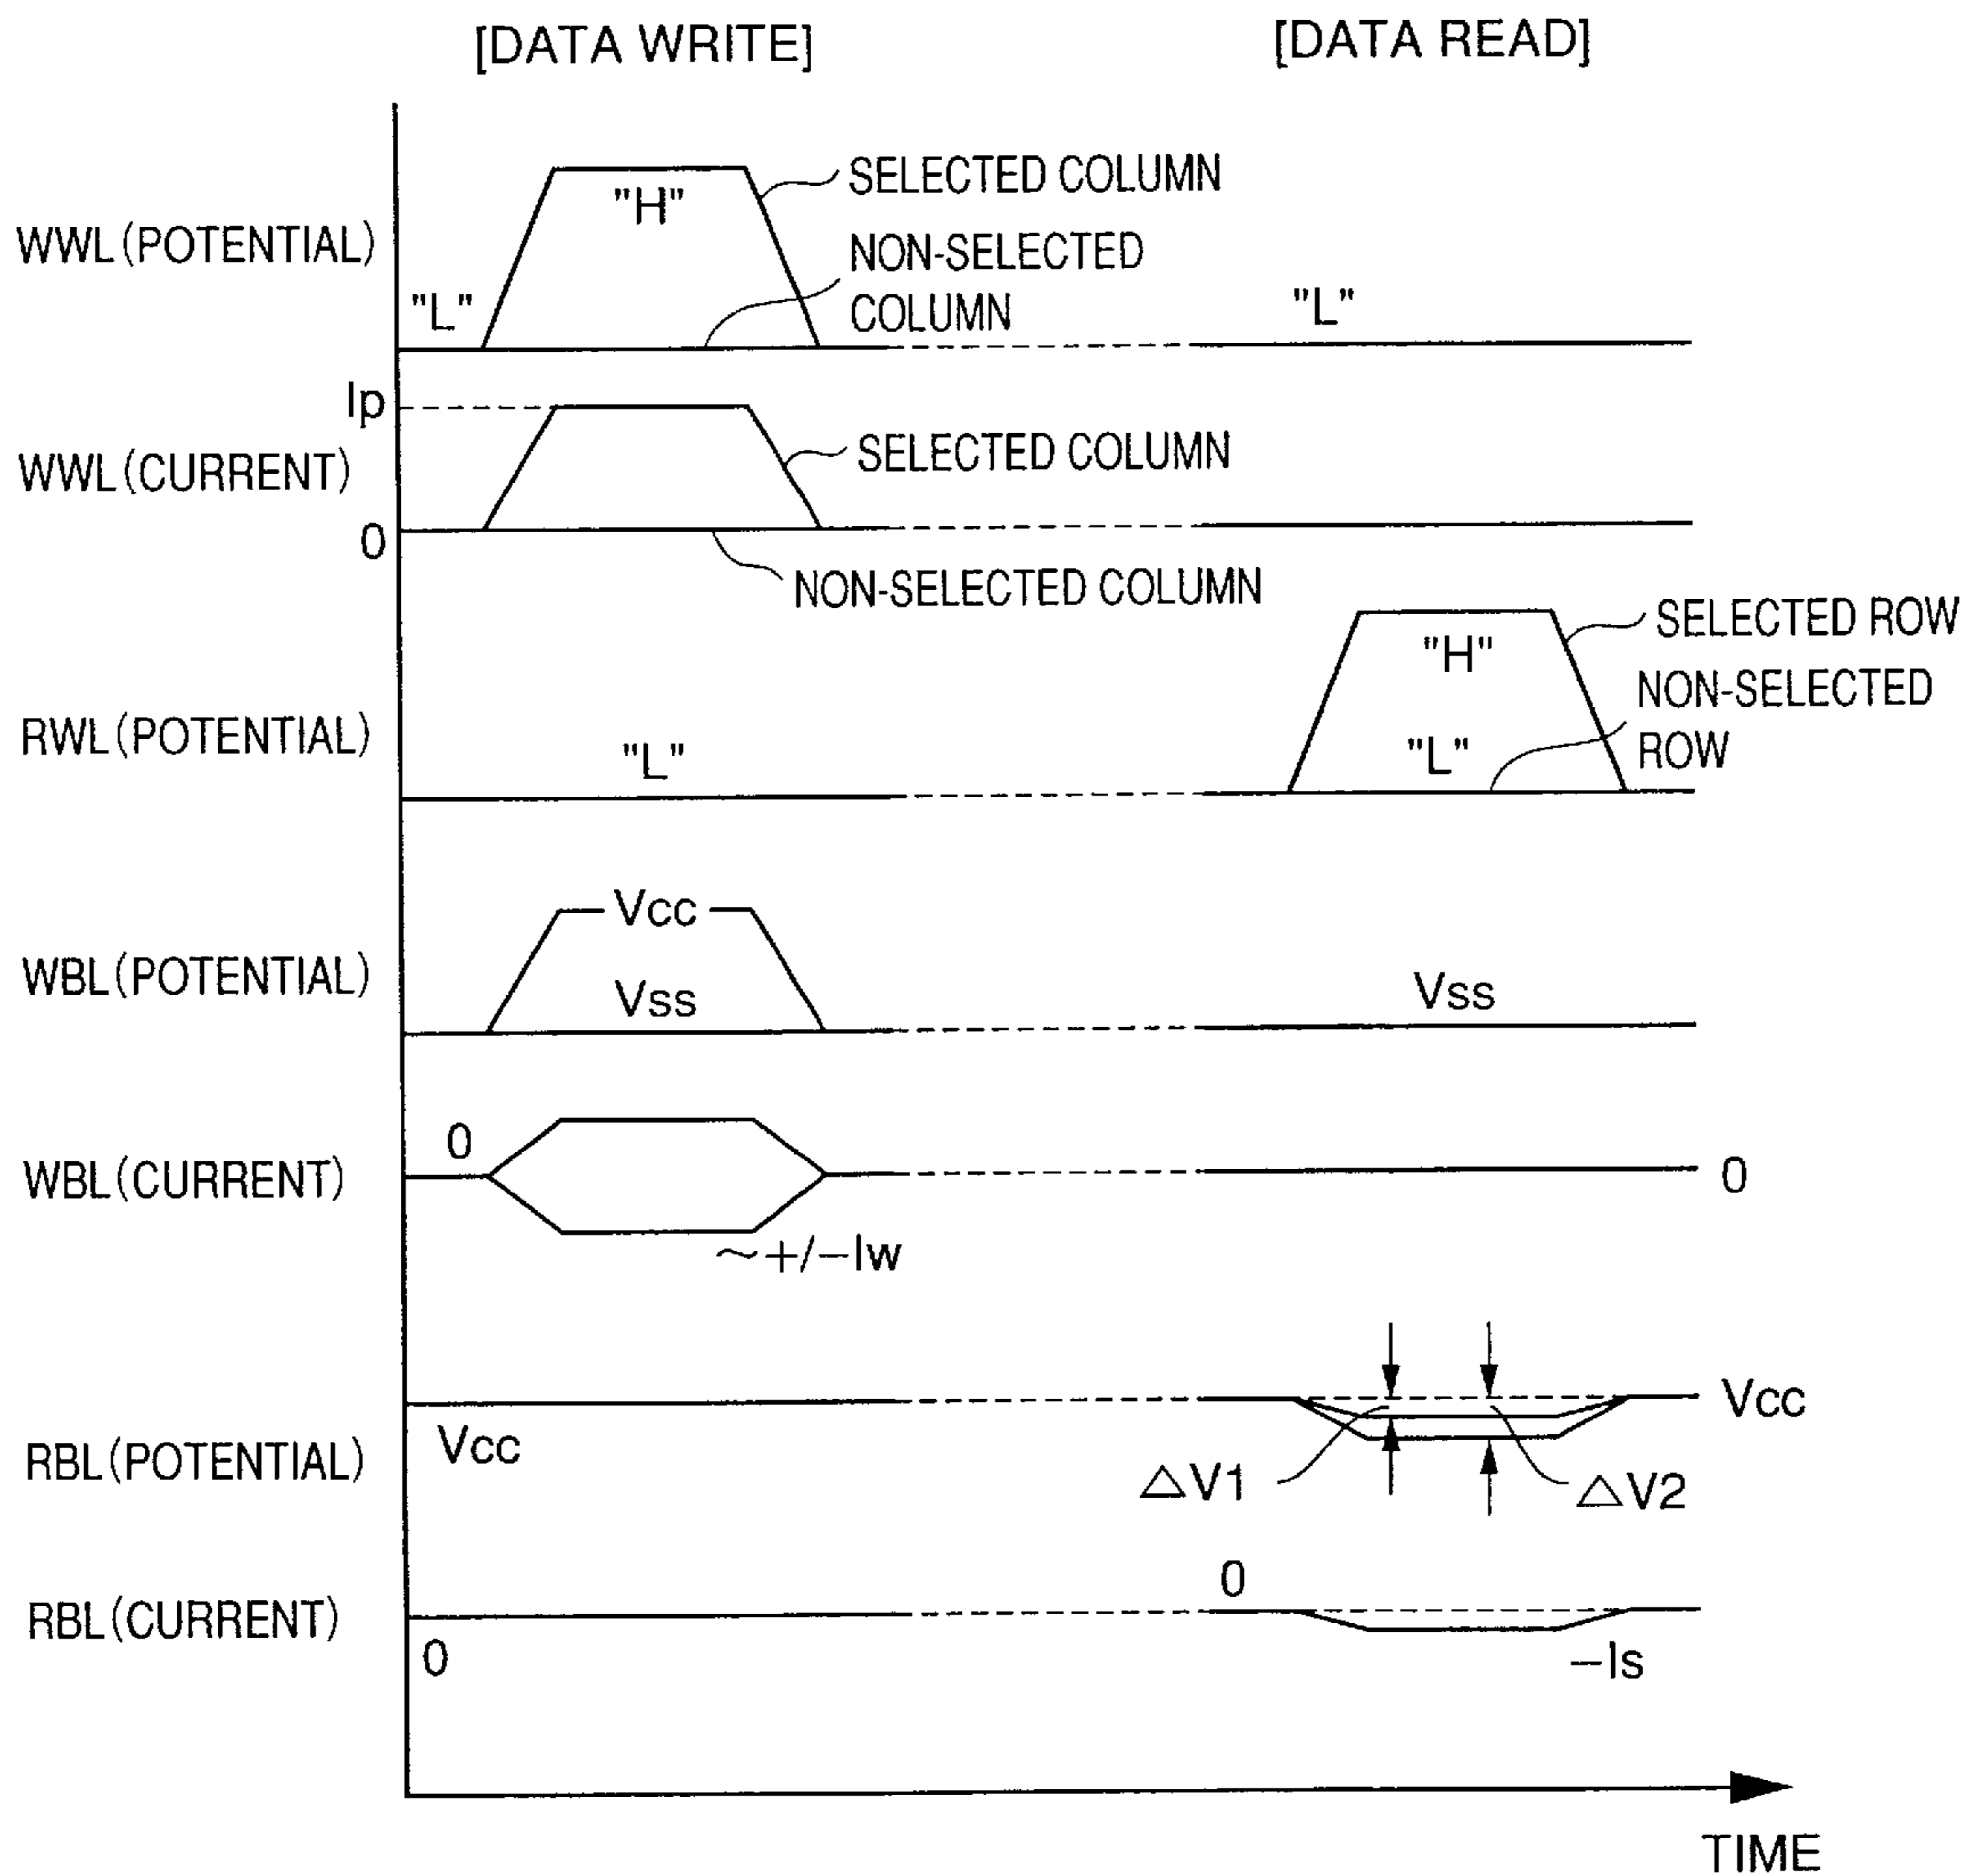 [DATA WRITE]
[DATA READ]
WWL(POTENTIAL)
"L"
"H"
SELECTED COLUMN
NON-SELECTED
COLUMN
"L"
Ip
WWL(CURRENT)
0
SELECTED COLUMN
NON-SELECTED COLUMN
RWL(POTENTIAL)
"L"
"H"
"L"
SELECTED ROW
NON-SELECTED
ROW
WBL(POTENTIAL)
Vcc
Vss
Vss
WBL(CURRENT)
0
~+/-Iw
0
RBL(POTENTIAL)
Vcc
△V1
△V2
Vcc
RBL(CURRENT)
0
0
-Is
TIME